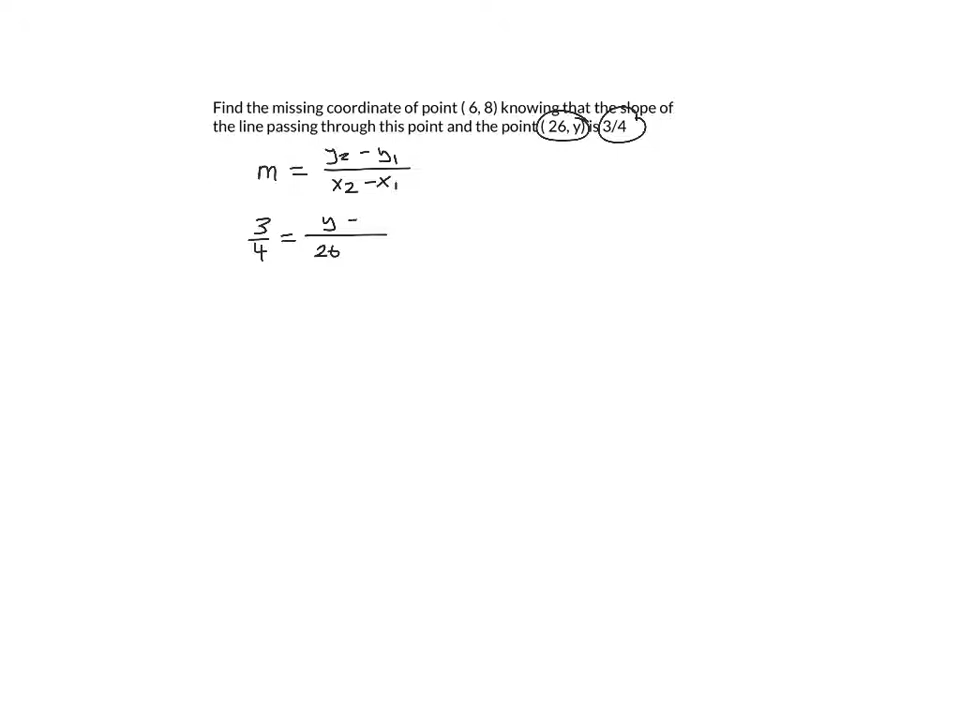 Find the missing coordinate of point ( 6, 8) knowing that the slope of
the line passing through this point and the point ( 26, y) is 3/4
m = y2 - y1 / x2 - x1
3/4 = y - / 26